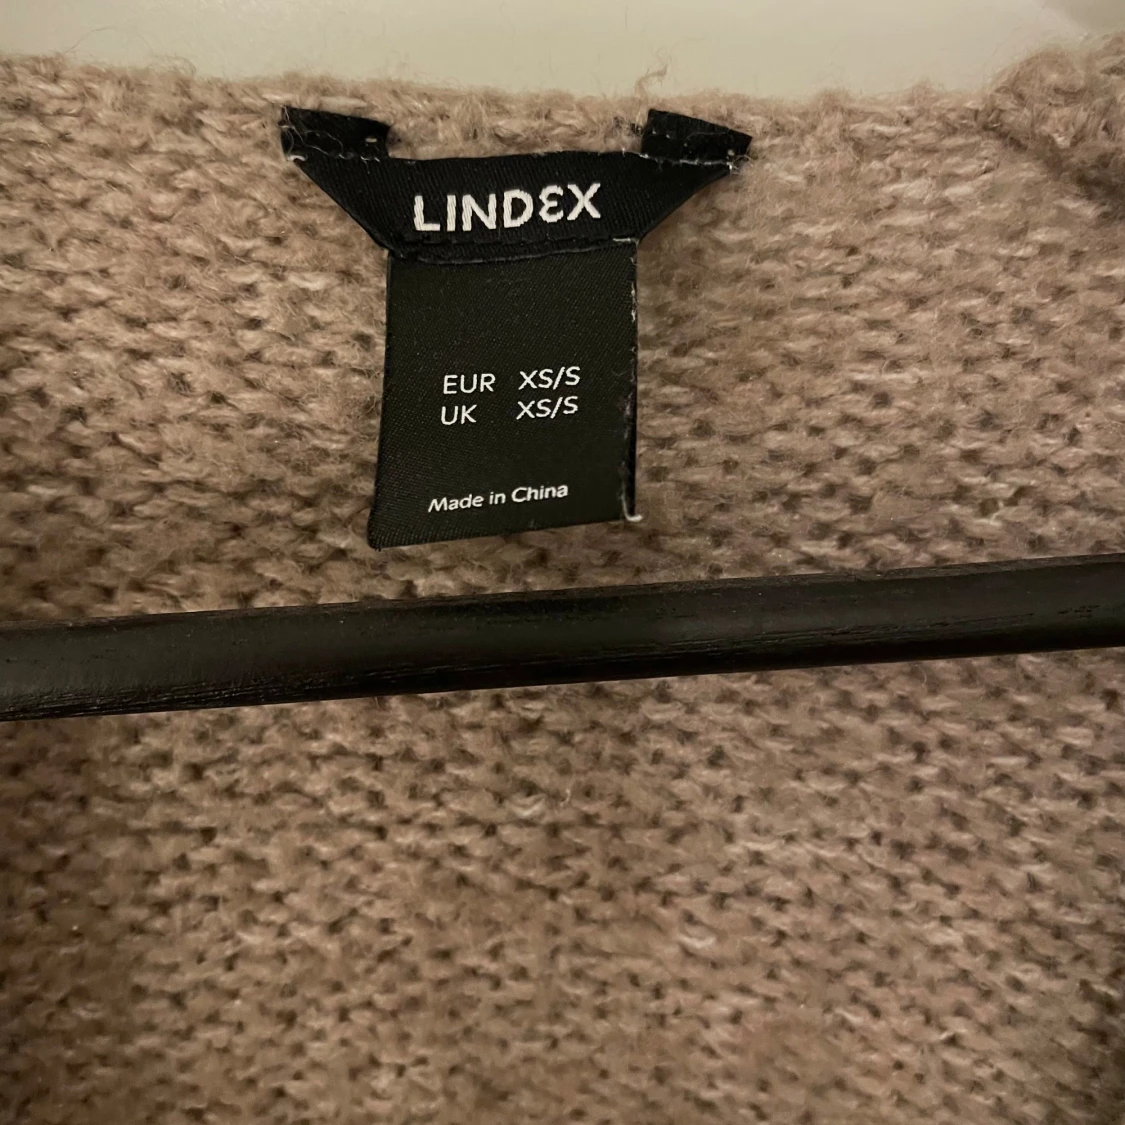 LINDEX
EUR XS/S
UK XS/S
Made in China